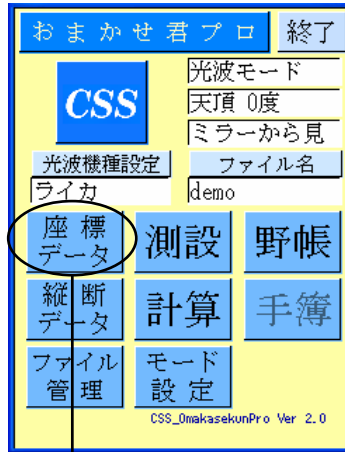 おまかせ君プロ 終了
CSS
光波モード
天頂 0度
ミラーから見
光波機種設定 ファイル名
ライカ demo
座標
データ
測設 野帳
縦断
データ
計算 手簿
ファイル
管理
モード
設定
CSS_OmakasekunPro Ver 2.0